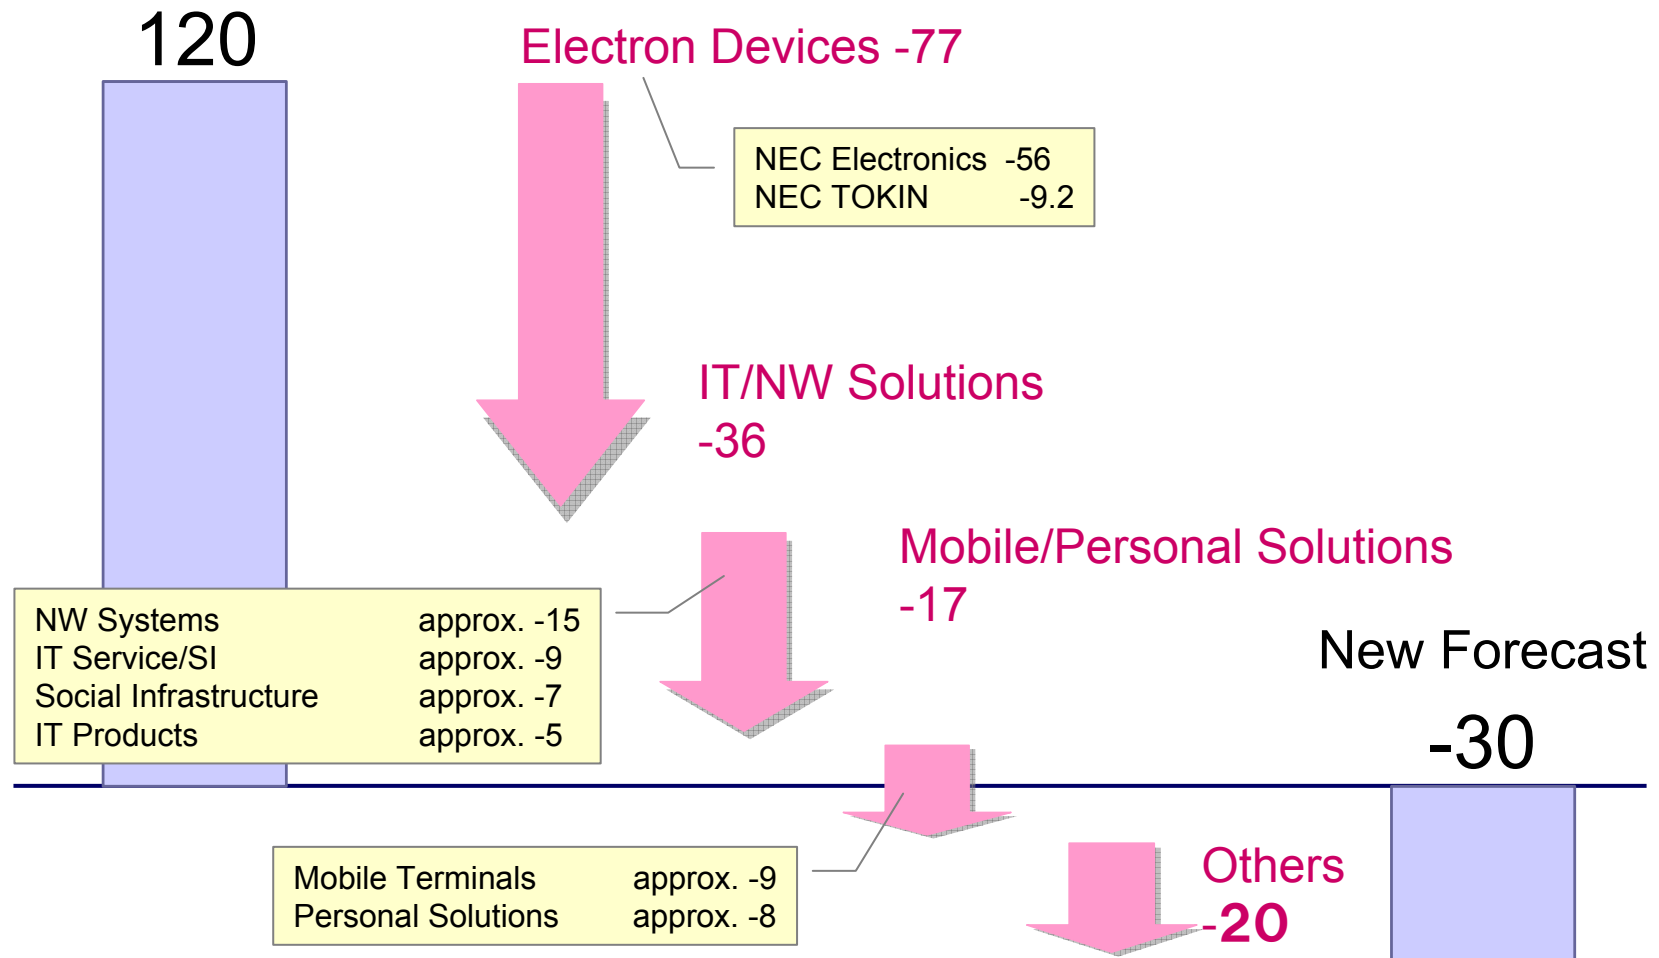 120
Electron Devices -77
NEC Electronics -56
NEC TOKIN -9.2
IT/NW Solutions
-36
Mobile/Personal Solutions
-17
NW Systems approx. -15
IT Service/SI approx. -9
Social Infrastructure approx. -7
IT Products approx. -5
New Forecast
-30
Mobile Terminals approx. -9
Personal Solutions approx. -8
Others
-20